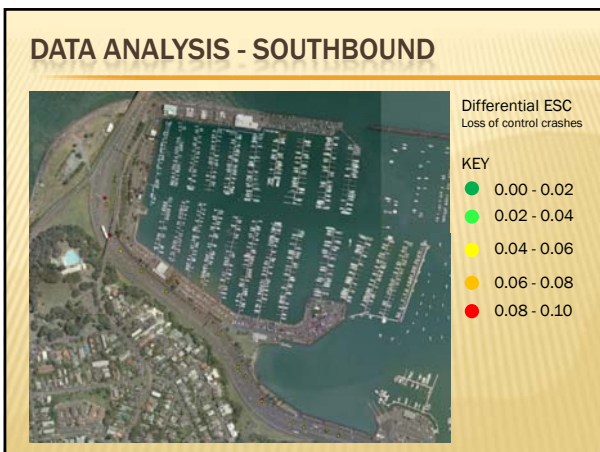 DATA ANALYSIS - SOUTHBOUND
Differential ESC
Loss of control crashes
KEY
0.00 - 0.02
0.02 - 0.04
0.04 - 0.06
0.06 - 0.08
0.08 - 0.10